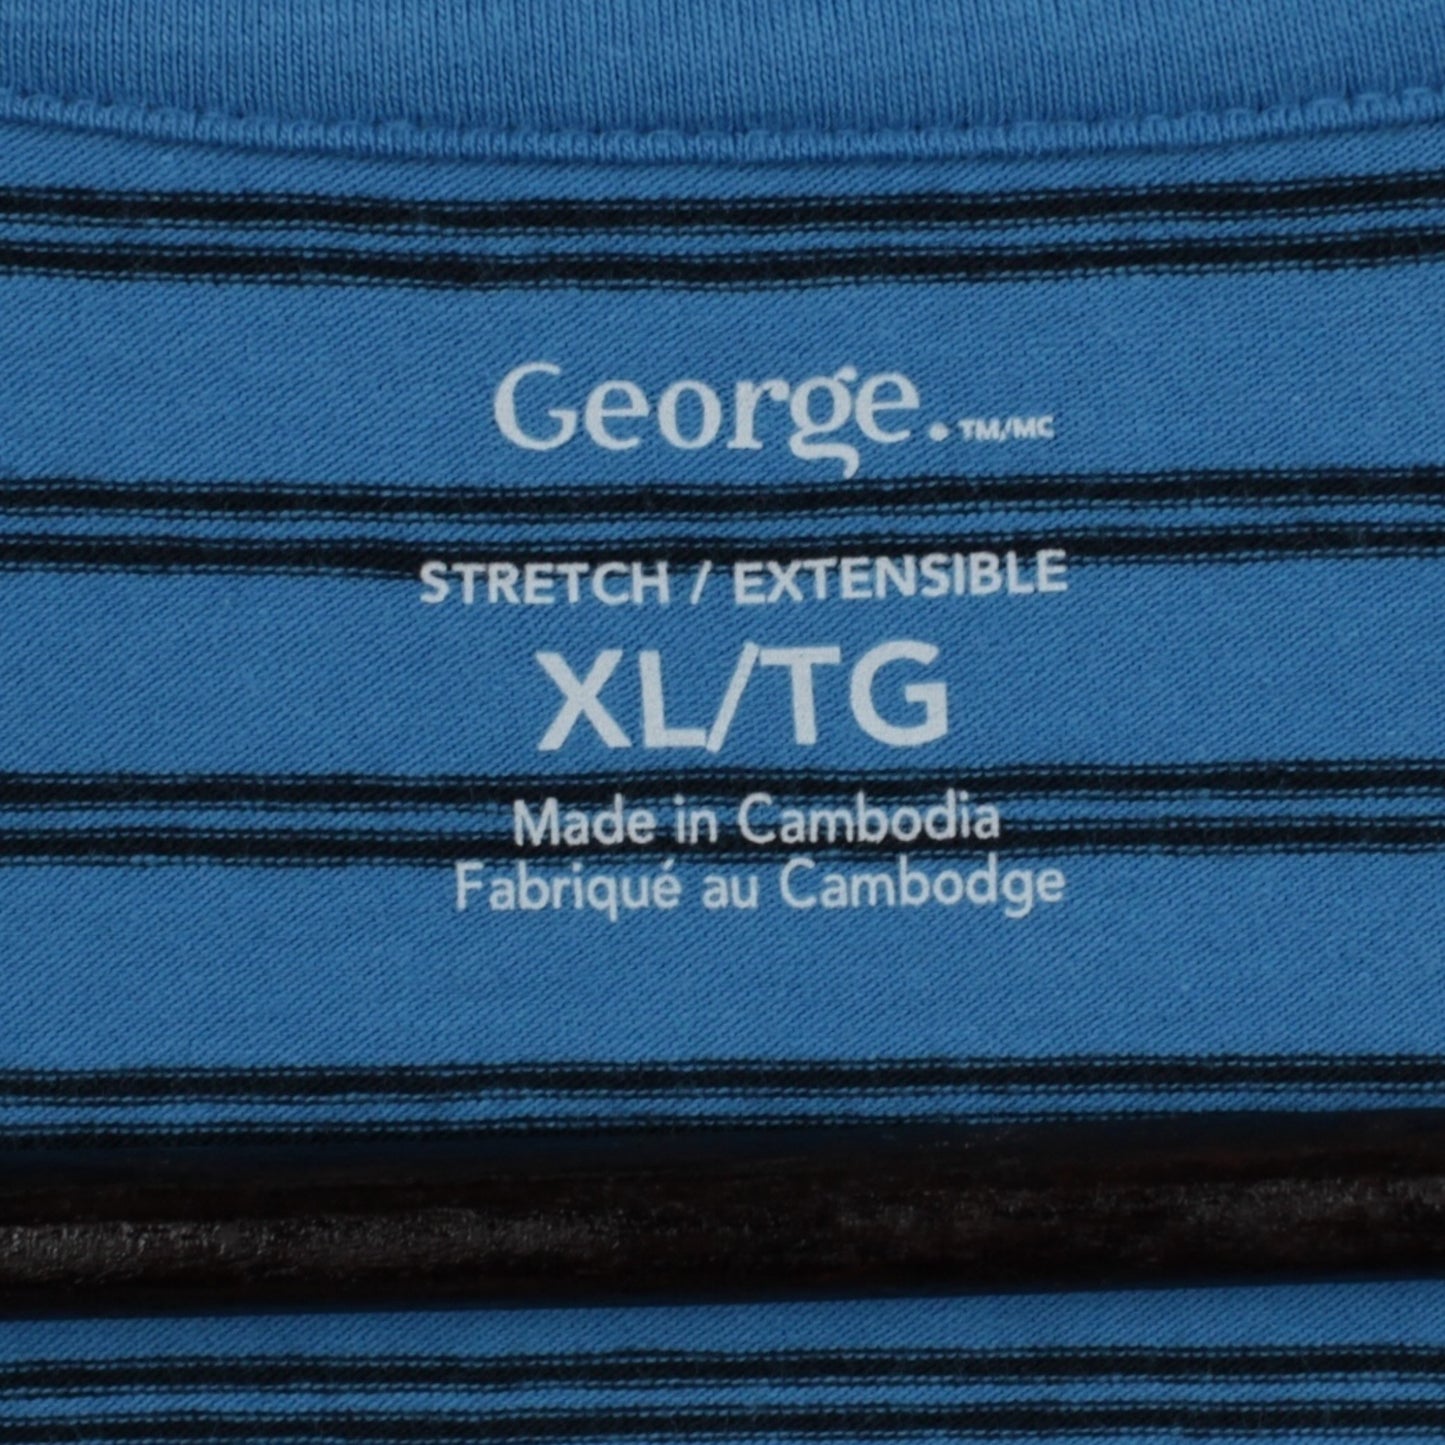 George. TM/MC
STRETCH / EXTENSIBLE
XL/TG
Made in Cambodia
Fabriqué au Cambodge